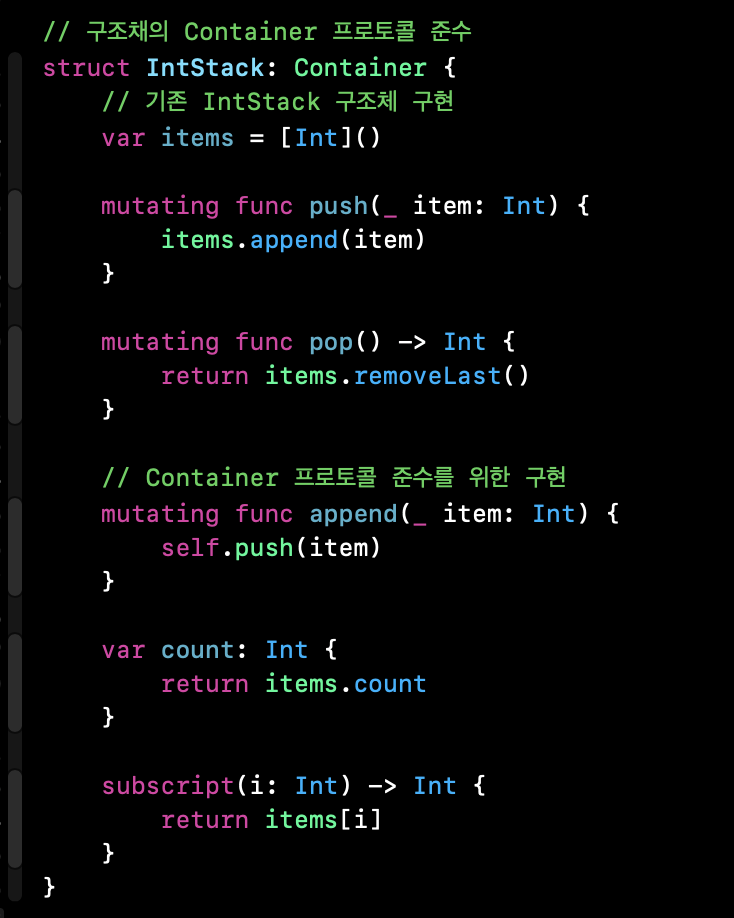 // 구조채의 Container 프로토콜 준수
struct IntStack: Container {
// 기존 IntStack 구조체 구현
var items = [Int]()
mutating func push(_ item: Int) {
items.append(item)
}
mutating func pop() -> Int {
return items.removeLast()
}
// Container 프로토콜 준수를 위한 구현
mutating func append(_ item: Int) {
self.push(item)
}
var count: Int {
return items.count
}
subscript(i: Int) -> Int {
return items[i]
}
}